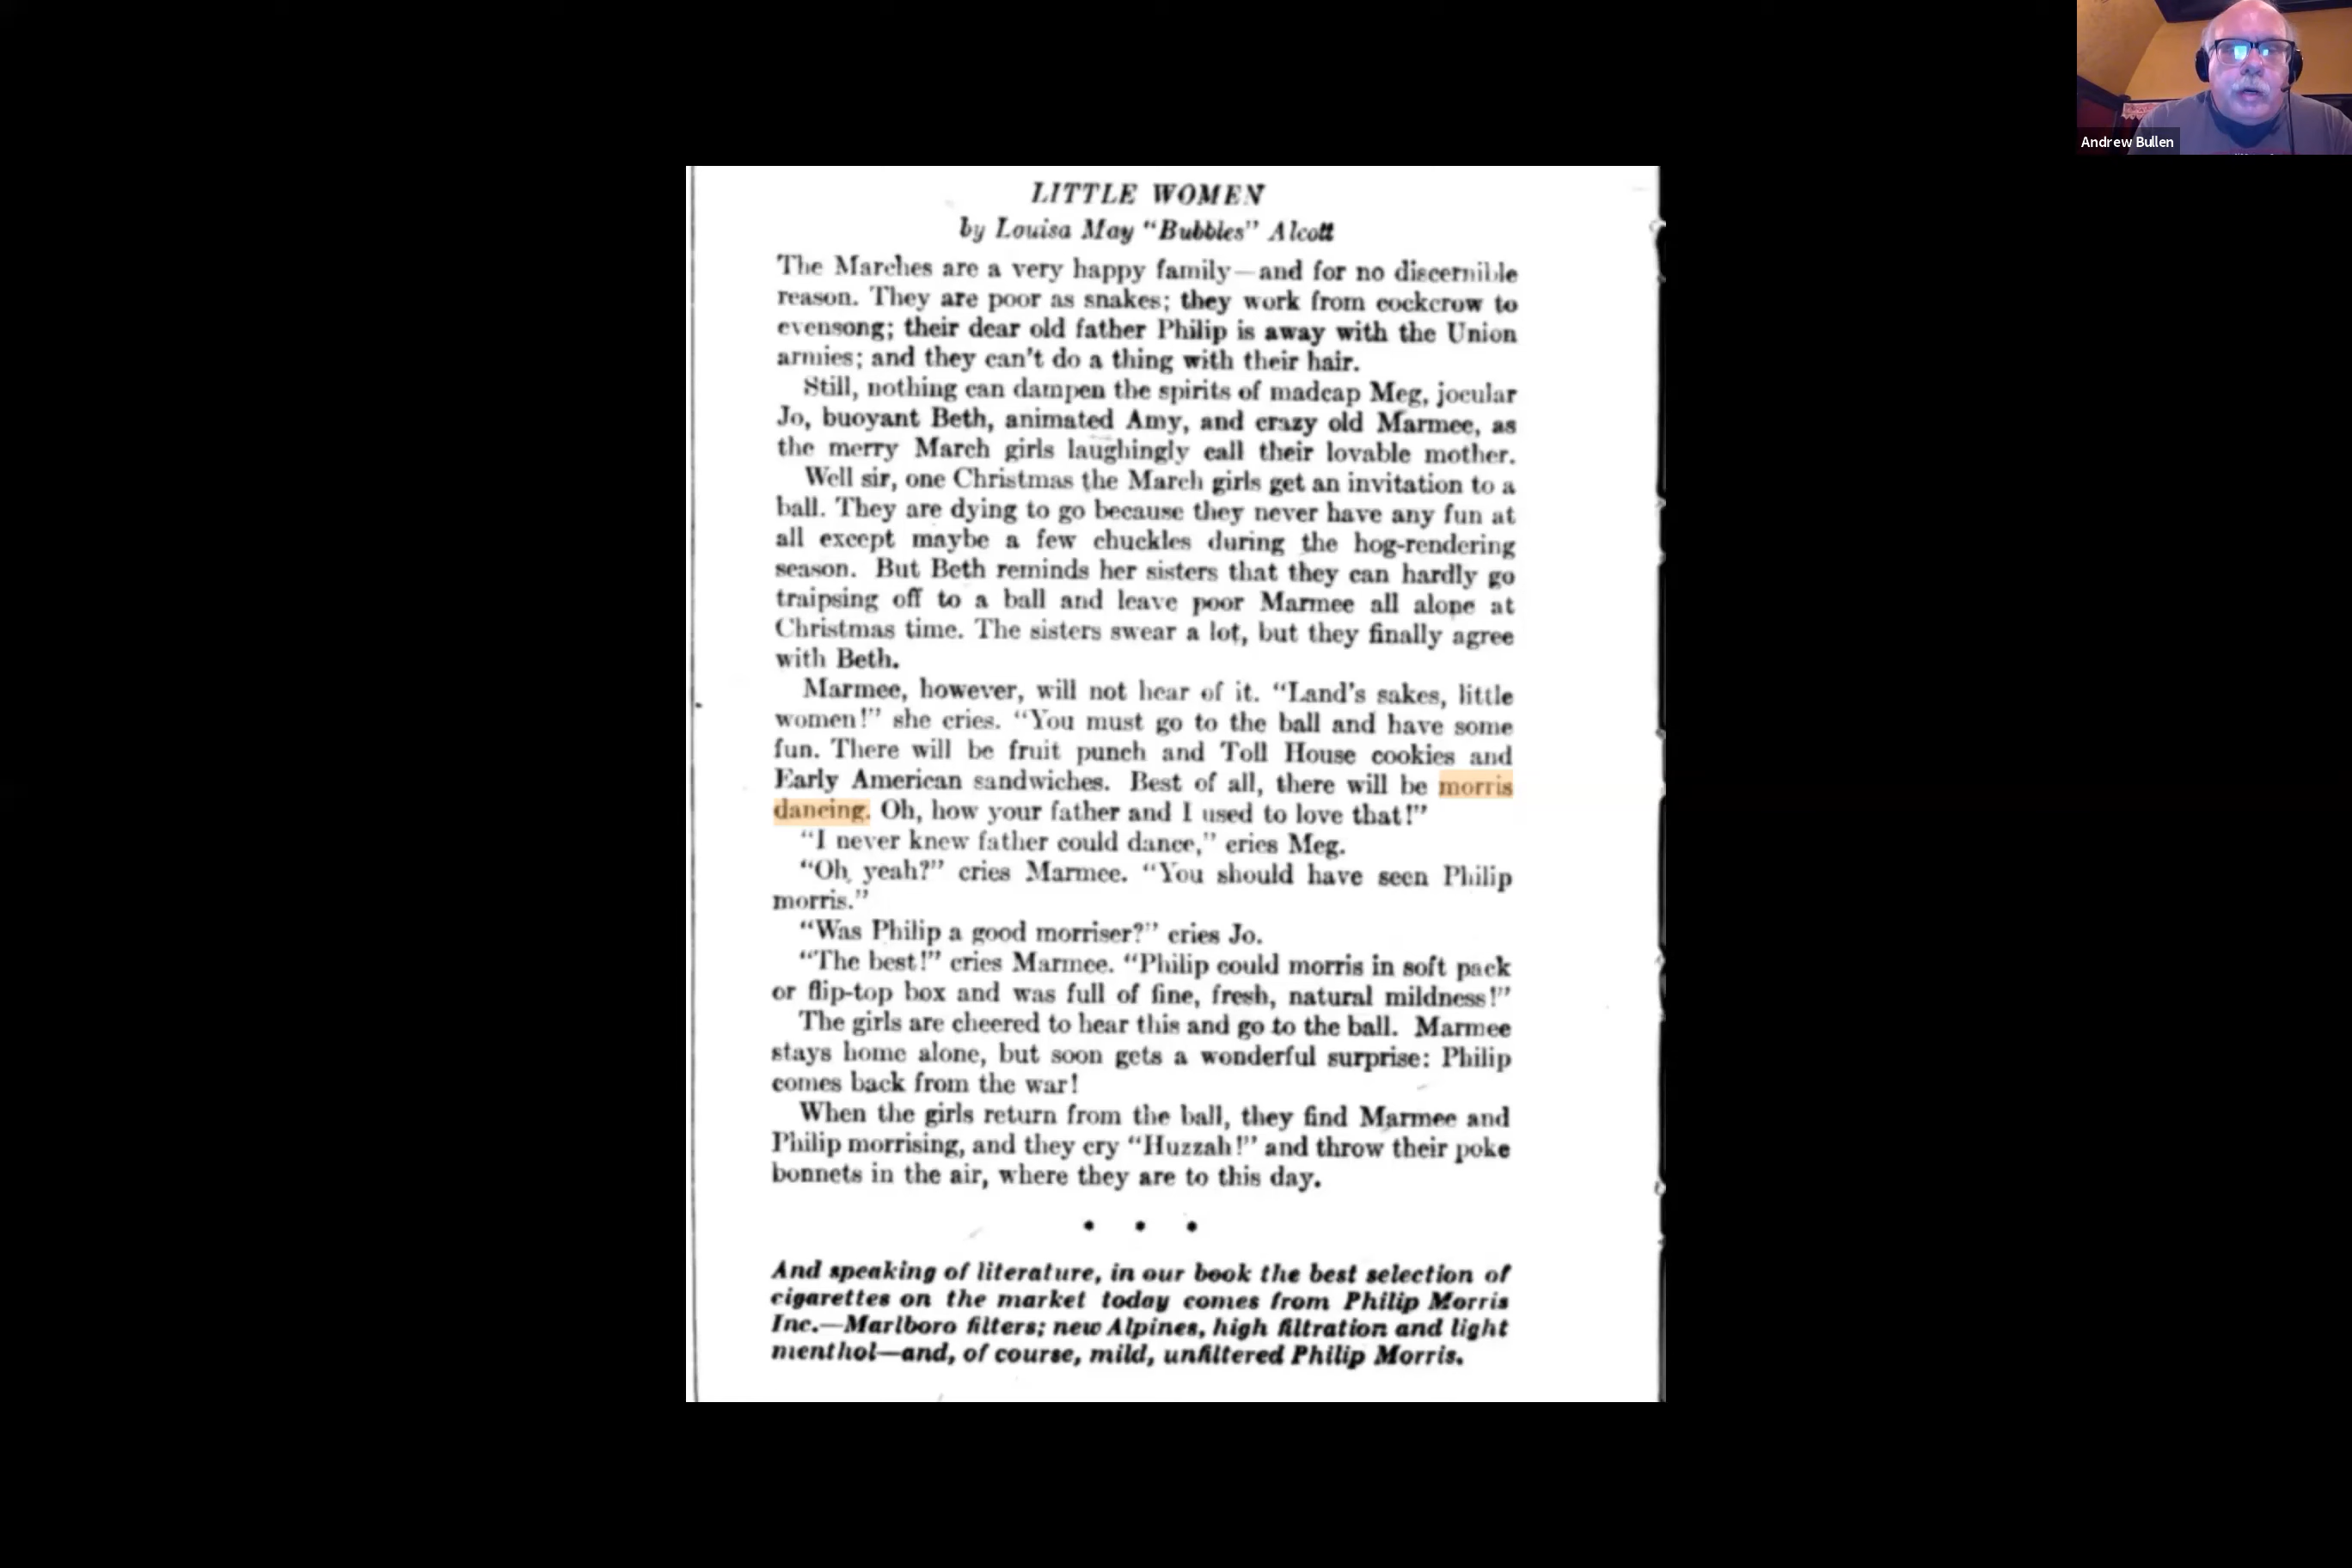 LITTLE WOMEN
by Louisa May “Bubbles” Alcott
The Marches are a very happy family—and for no discernible
reason. They are poor as snakes; they work from cockcrow to
evensong; their dear old father Philip is away with the Union
armies; and they can’t do a thing with their hair.
Still, nothing can dampen the spirits of madcap Meg, jocular
Jo, buoyant Beth, animated Amy, and crazy old Marmee, as
the merry March girls laughingly call their lovable mother.
Well sir, one Christmas the March girls get an invitation to a
ball. They are dying to go because they never have any fun at
all except maybe a few chuckles during the hog-rendering
season. But Beth reminds her sisters that they can hardly go
traipsing off to a ball and leave poor Marmee all alone at
Christmas time. The sisters swear a lot, but they finally agree
with Beth.
Marmee, however, will not hear of it. “Land’s sakes, little
women!” she cries. “You must go to the ball and have some
fun. There will be fruit punch and Toll House cookies and
Early American sandwiches. Best of all, there will be morris
dancing. Oh, how your father and I used to love that!”
“I never knew father could dance,” cries Meg.
“Oh, yeah?” cries Marmee. “You should have seen Philip
morris.”
“Was Philip a good morriser?” cries Jo.
“The best!” cries Marmee. “Philip could morris in soft pack
or flip-top box and was full of fine, fresh, natural mildness!”
The girls are cheered to hear this and go to the ball. Marmee
stays home alone, but soon gets a wonderful surprise: Philip
comes back from the war!
When the girls return from the ball, they find Marmee and
Philip morrising, and they cry “Huzzah!” and throw their poke
bonnets in the air, where they are to this day.
• • •
And speaking of literature, in our book the best selection of
cigarettes on the market today comes from Philip Morris
Inc.—Marlboro filters; new Alpines, high filtration and light
menthol—and, of course, mild, unfiltered Philip Morris.
Andrew Bullen